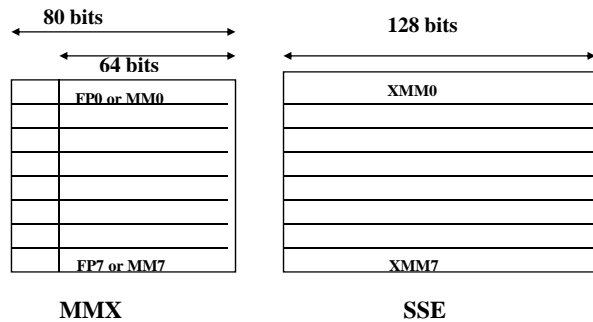 80 bits
128 bits
64 bits
FP0 or MM0
XMM0
FP7 or MM7
XMM7
MMX
SSE